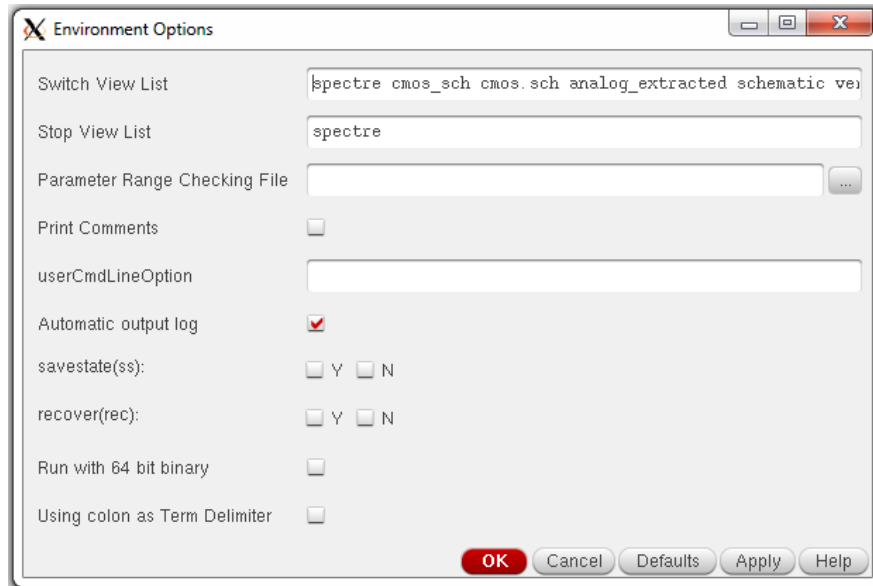 Environment Options
Switch View List spectre cmos_sch cmos.sch analog_extracted schematic
Stop View List spectre
Parameter Range Checking File ...
Print Comments
userCmdLineOption
Automatic output log
savestate(ss): Y N
recover(rec): Y N
Run with 64 bit binary
Using colon as Term Delimiter
OK Cancel Defaults Apply Help